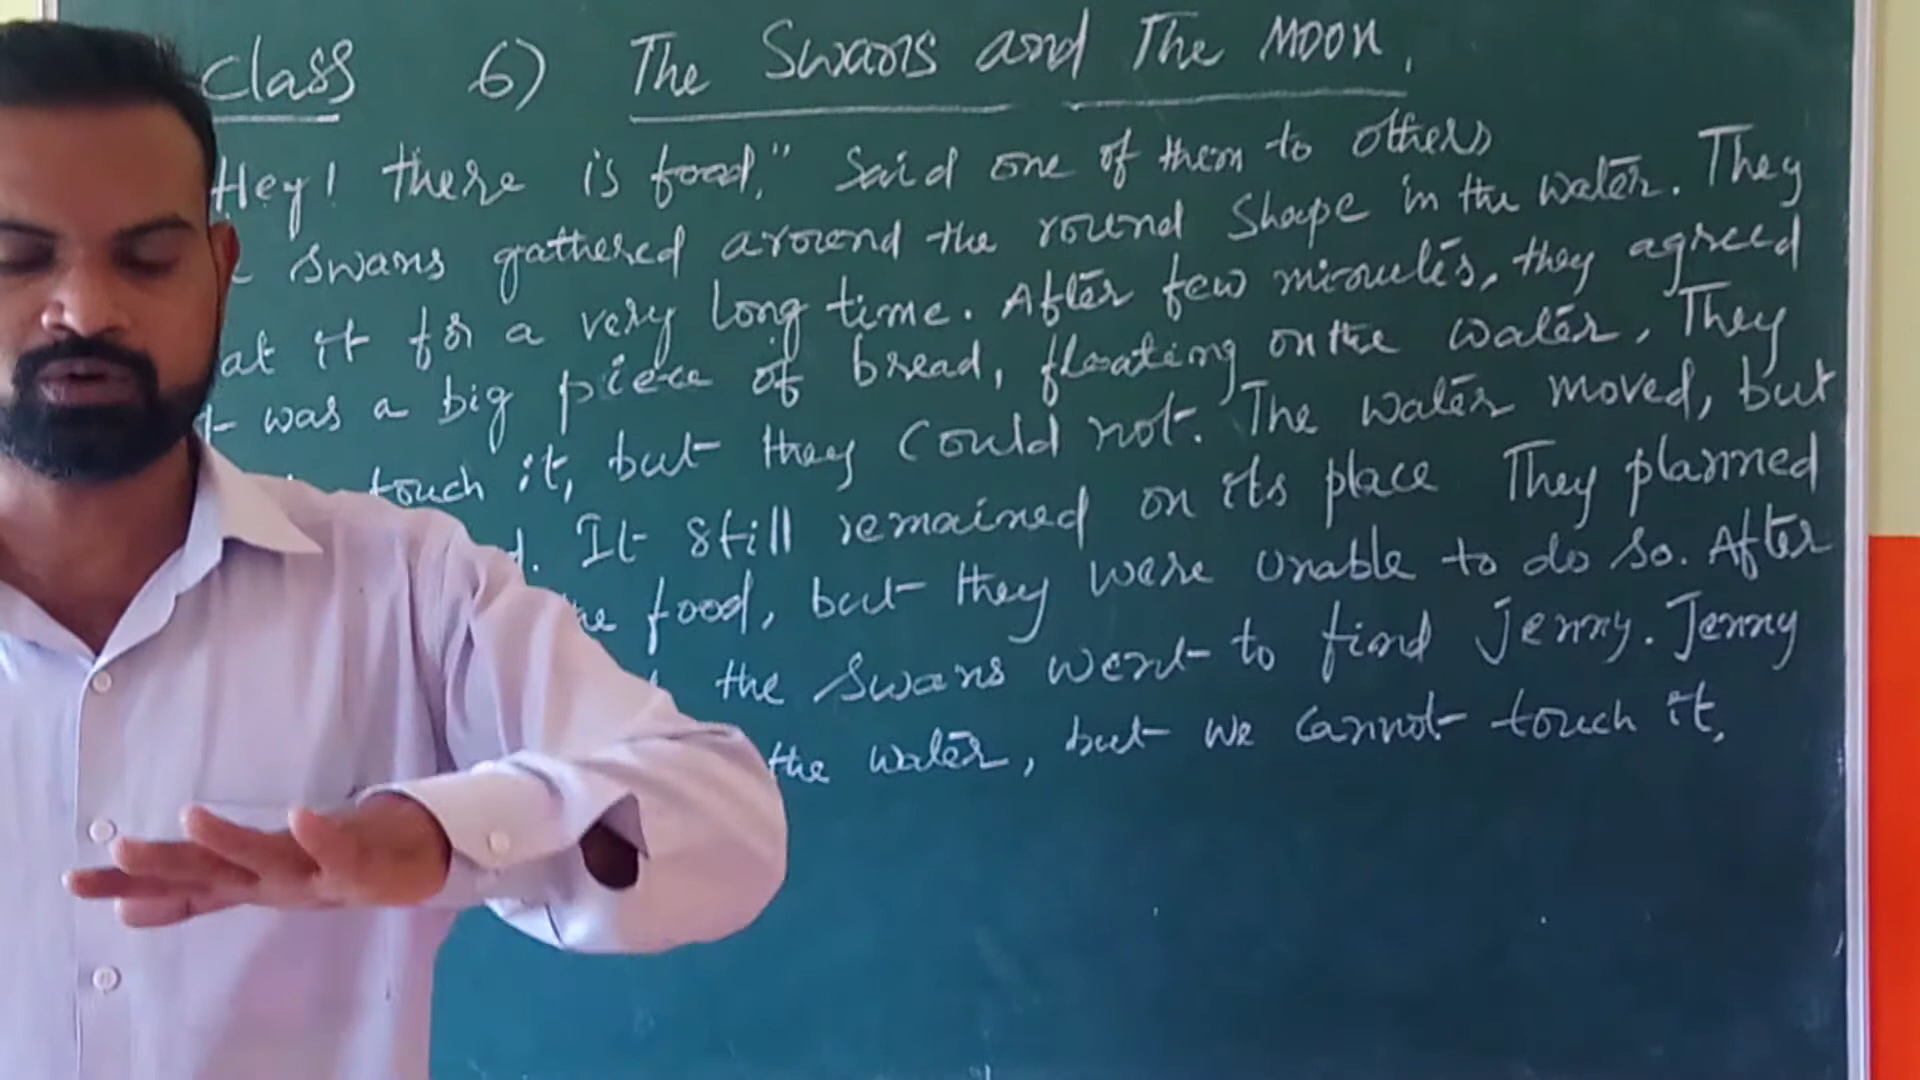 Class 6) The Swans and The Moon.
Hey! there is food," Said one of them to others
swans gathered around the round shape in the water. They
at it for a very long time. After few minutes, they agreed
was a big piece of bread, floating on the water, They
touch it, but they could not. The water moved, but
It still remained on its place They planned
the food, but they were unable to do so. After
the swans went to find Jenny. Jenny
the water, but we cannot touch it,